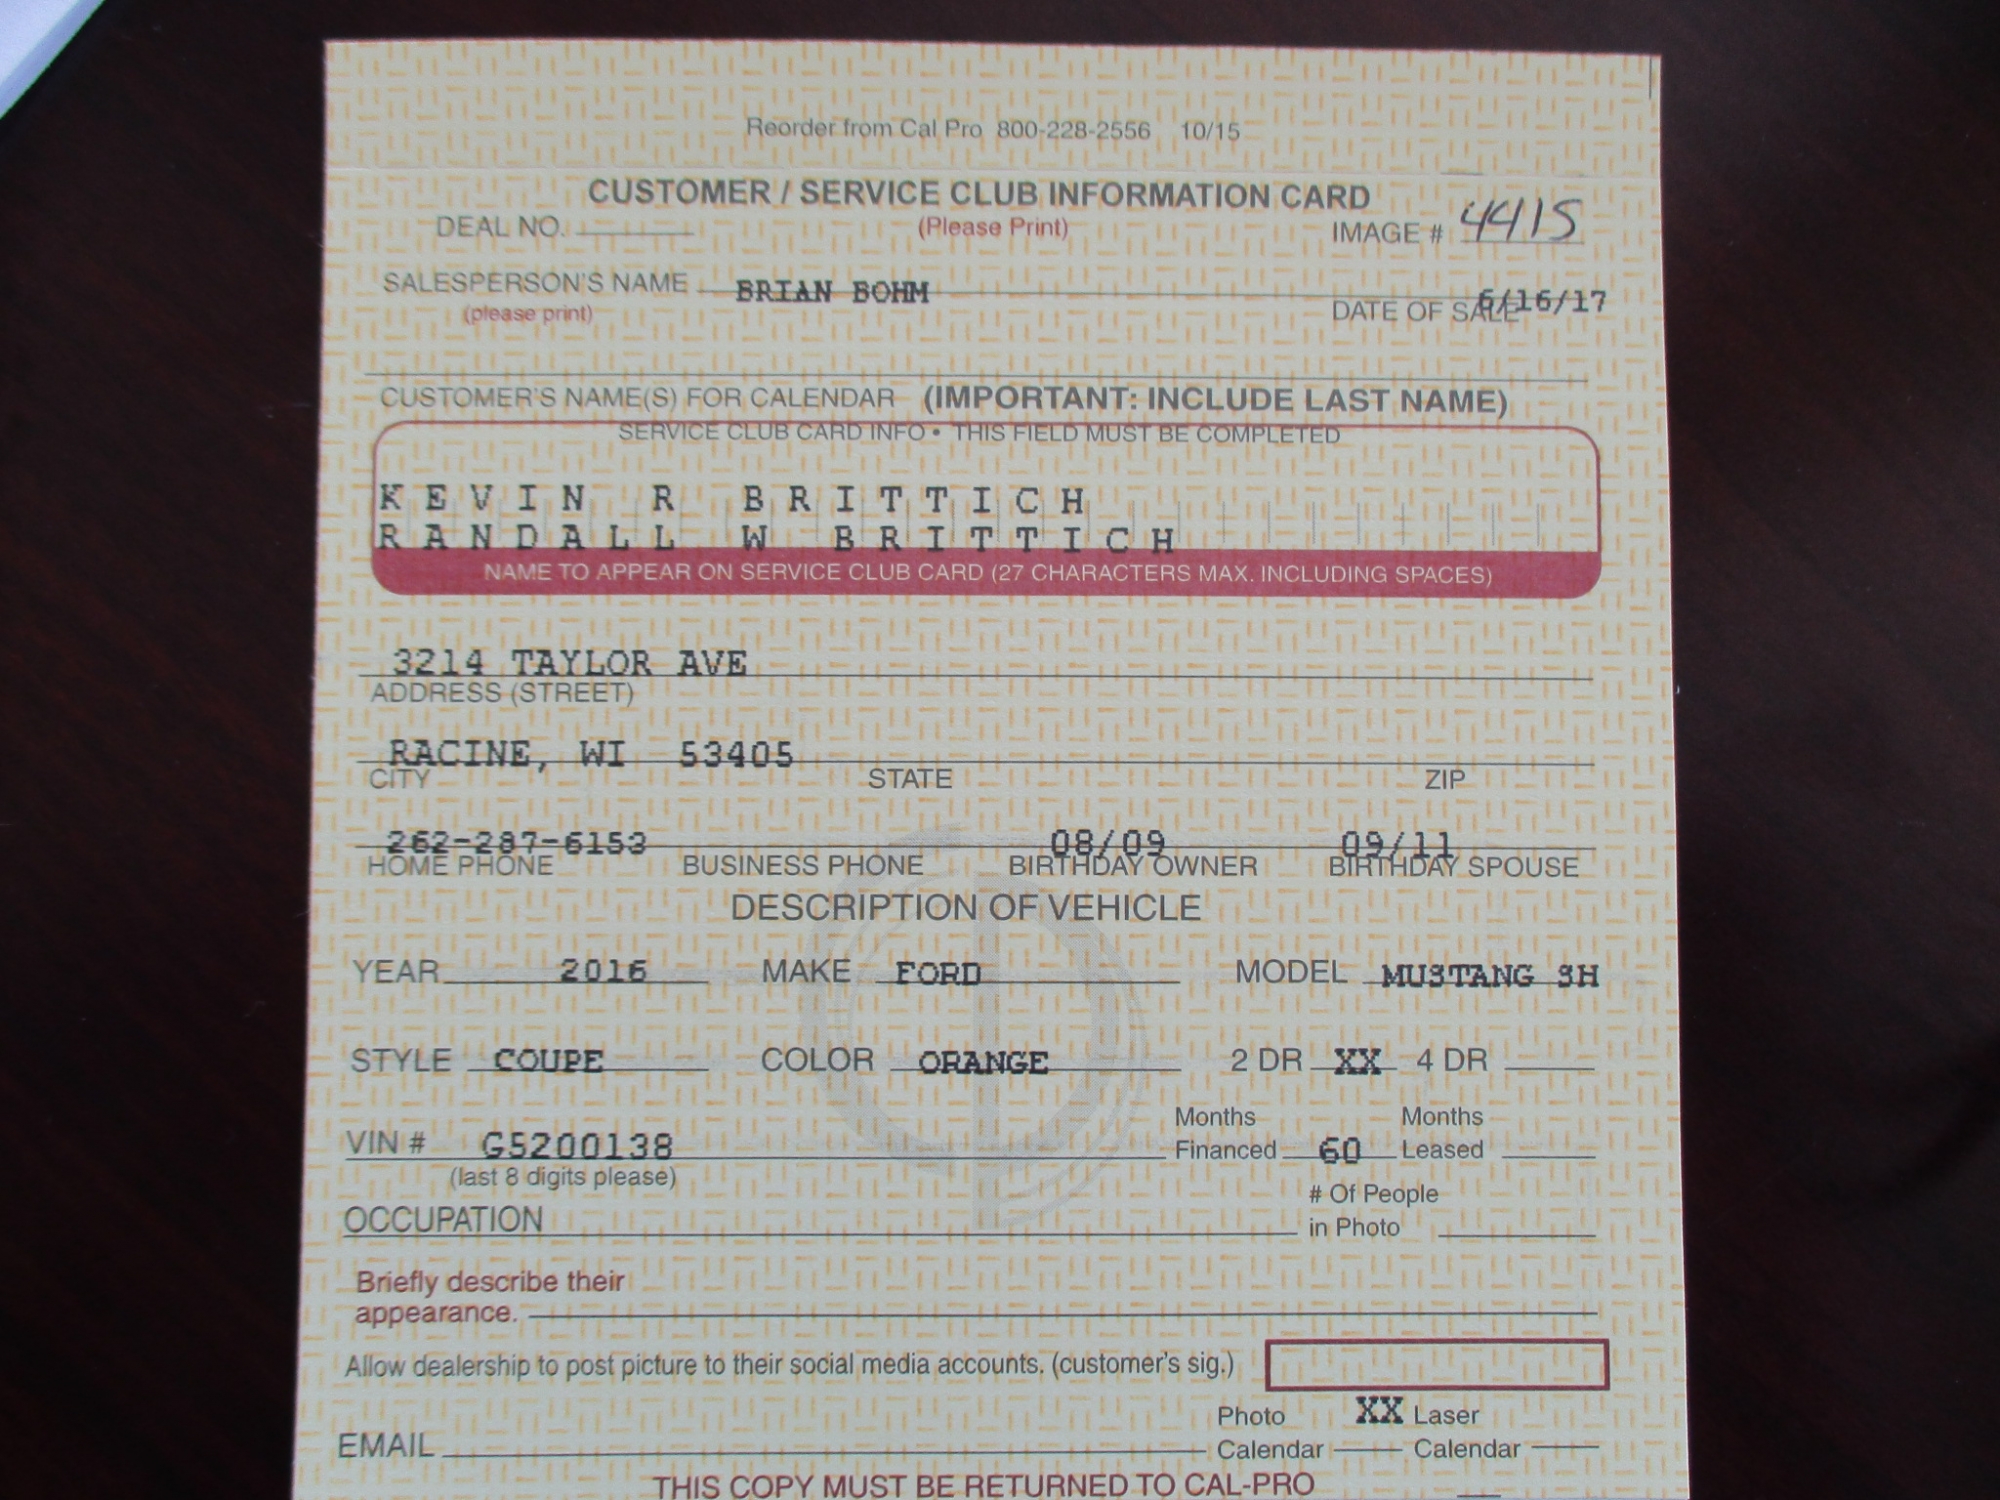 Reorder from Cal Pro 800-228-2556 10/15
CUSTOMER / SERVICE CLUB INFORMATION CARD
DEAL NO. (Please Print) IMAGE # 4415
SALESPERSON'S NAME BRIAN BOHM
(please print) DATE OF SALE /16/17
CUSTOMER'S NAME(S) FOR CALENDAR (IMPORTANT: INCLUDE LAST NAME)
SERVICE CLUB CARD INFO • THIS FIELD MUST BE COMPLETED
KEVIN R BRITTICH
RANDALL W BRITTICH
NAME TO APPEAR ON SERVICE CLUB CARD (27 CHARACTERS MAX. INCLUDING SPACES)
3214 TAYLOR AVE
ADDRESS (STREET)
RACINE, WI 53405
CITY STATE ZIP
262-287-6153 08/09 09/11
HOME PHONE BUSINESS PHONE BIRTHDAY OWNER BIRTHDAY SPOUSE
DESCRIPTION OF VEHICLE
YEAR 2016 MAKE FORD MODEL MUSTANG SH
STYLE COUPE COLOR ORANGE 2 DR XX 4 DR
Months Months
VIN # G5200138 Financed 60 Leased
(last 8 digits please)
# Of People
OCCUPATION in Photo
Briefly describe their
appearance.
Allow dealership to post picture to their social media accounts. (customer's sig.)
Photo XX Laser
EMAIL Calendar Calendar
THIS COPY MUST BE RETURNED TO CAL-PRO